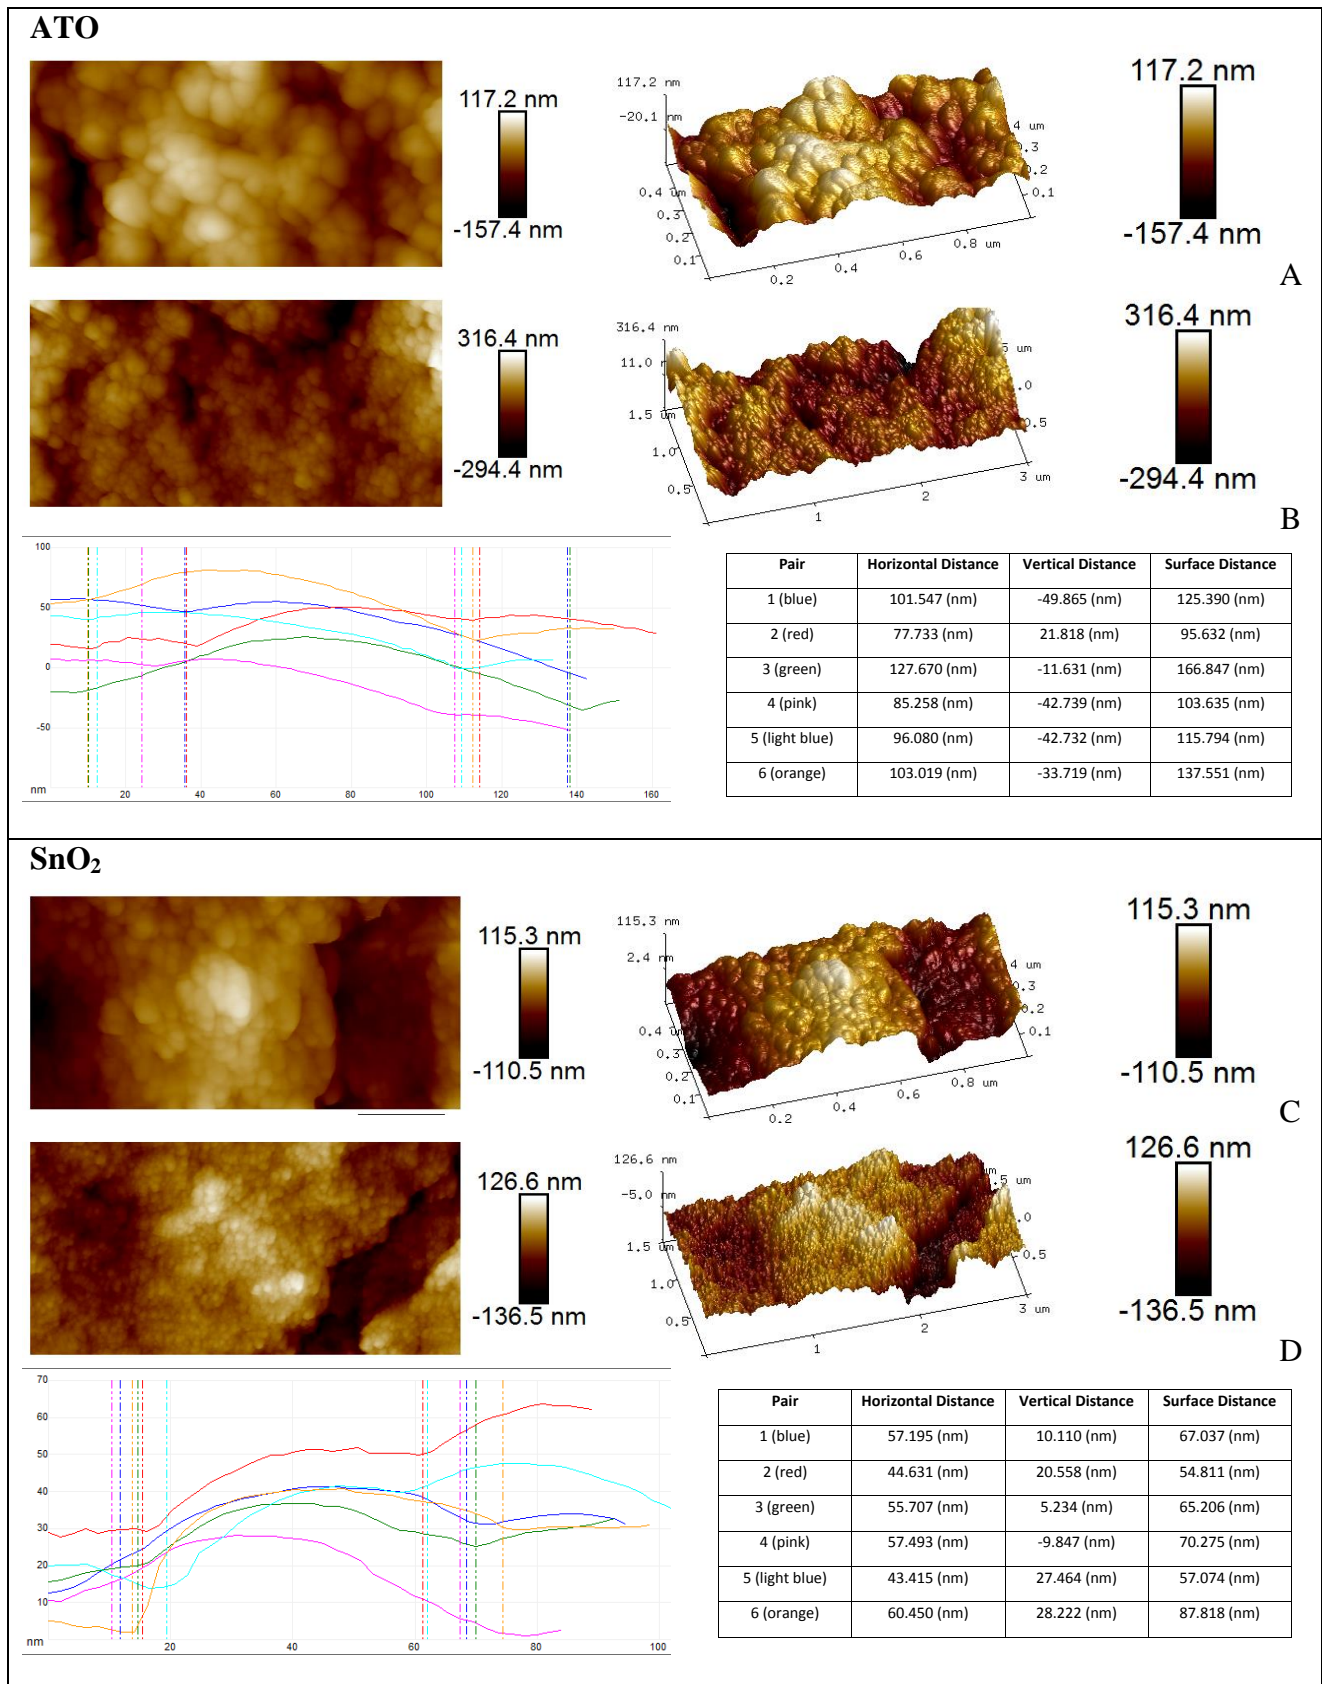 ATO
117.2 nm
-157.4 nm
117.2 nm
-20.1 nm
0.4 um
0.3
0.2
0.1
0.2
0.4
0.6
0.8 um
4 um
0.3
0.2
0.1
117.2 nm
-157.4 nm
A
316.4 nm
-294.4 nm
316.4 nm
11.0
1.5 um
1.0
0.5
1
2
3 um
5 um
.0
0.5
316.4 nm
-294.4 nm
B
100
50
0
-50
nm
20 40 60 80 100 120 140 160
Pair Horizontal Distance Vertical Distance Surface Distance
1 (blue) 101.547 (nm) -49.865 (nm) 125.390 (nm)
2 (red) 77.733 (nm) 21.818 (nm) 95.632 (nm)
3 (green) 127.670 (nm) -11.631 (nm) 166.847 (nm)
4 (pink) 85.258 (nm) -42.739 (nm) 103.635 (nm)
5 (light blue) 96.080 (nm) -42.732 (nm) 115.794 (nm)
6 (orange) 103.019 (nm) -33.719 (nm) 137.551 (nm)
SnO₂
115.3 nm
-110.5 nm
115.3 nm
2.4 nm
0.4 um
0.3
0.2
0.1
0.2
0.4
0.6
0.8 um
4 um
0.3
0.2
0.1
115.3 nm
-110.5 nm
C
126.6 nm
-136.5 nm
126.6 nm
-5.0 nm
1.5 um
1.0
0.5
1
2
3 um
.5 um
.0
0.5
126.6 nm
-136.5 nm
D
70
60
50
40
30
20
10
nm
20 40 60 80 100
Pair Horizontal Distance Vertical Distance Surface Distance
1 (blue) 57.195 (nm) 10.110 (nm) 67.037 (nm)
2 (red) 44.631 (nm) 20.558 (nm) 54.811 (nm)
3 (green) 55.707 (nm) 5.234 (nm) 65.206 (nm)
4 (pink) 57.493 (nm) -9.847 (nm) 70.275 (nm)
5 (light blue) 43.415 (nm) 27.464 (nm) 57.074 (nm)
6 (orange) 60.450 (nm) 28.222 (nm) 87.818 (nm)